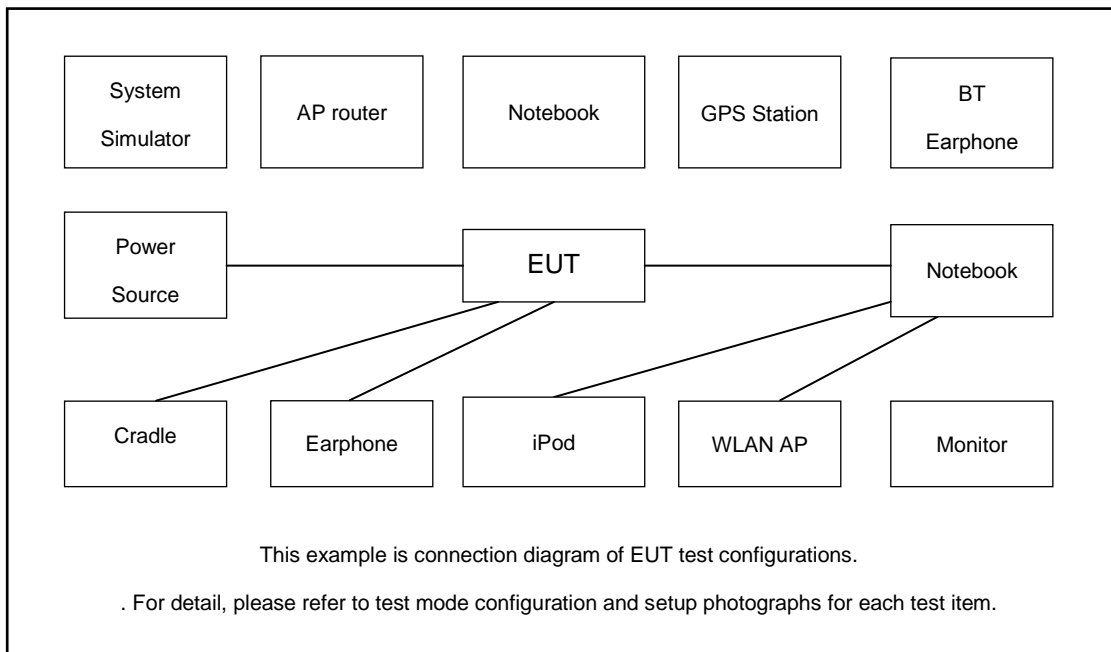 System
Simulator
AP router
Notebook
GPS Station
BT
Earphone
Power
Source
EUT
Notebook
Cradle
Earphone
iPod
WLAN AP
Monitor
This example is connection diagram of EUT test configurations.
. For detail, please refer to test mode configuration and setup photographs for each test item.